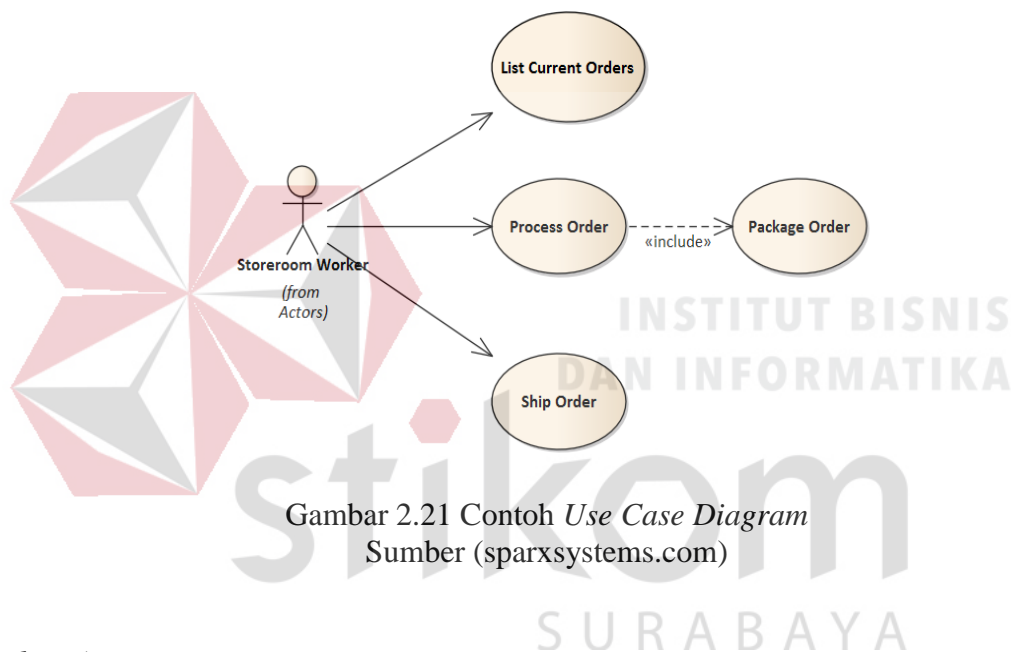 List Current Orders
Process Order
«include»
Package Order
Storeroom Worker
(from
Actors)
Ship Order
INSTITUT BISNIS
DAN INFORMATIKA
stikom
SURABAYA
Gambar 2.21 Contoh Use Case Diagram
Sumber (sparxsystems.com)